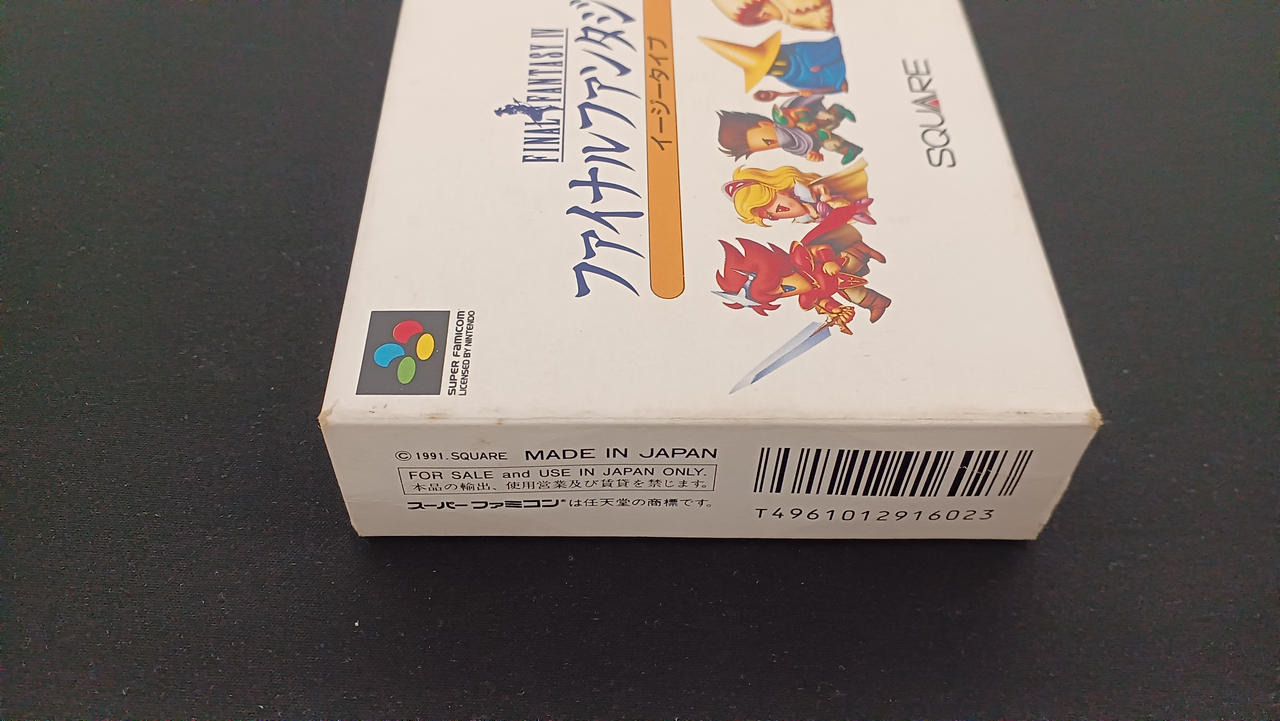 FINAL FANTASY IV
ファイナルファンタジ
イージータイプ
SQUARE
SUPER FAMICOM
LICENSED BY NINTENDO
© 1991. SQUARE MADE IN JAPAN
FOR SALE and USE IN JAPAN ONLY.
本品の輸出、使用営業及び賃貸を禁じます。
スーパーファミコン®は任天堂の商標です。
T4961012916023